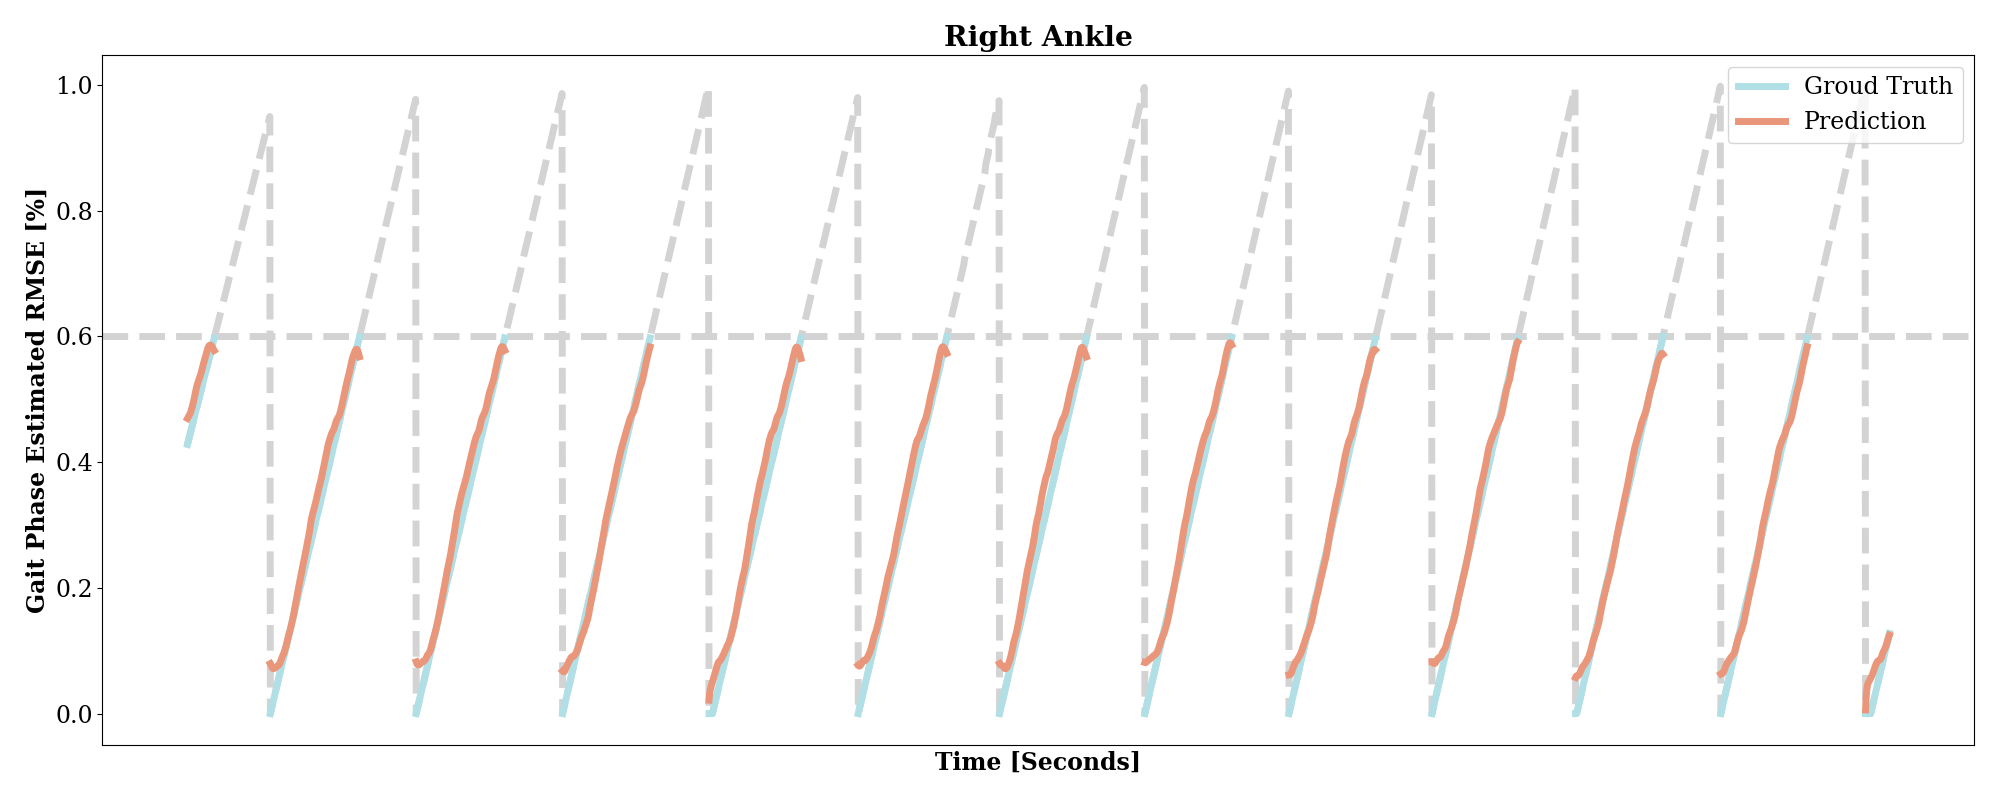 Right Ankle
Groud Truth
Prediction
1.0
0.8
0.6
0.4
0.2
0.0
Gait Phase Estimated RMSE [%]
Time [Seconds]